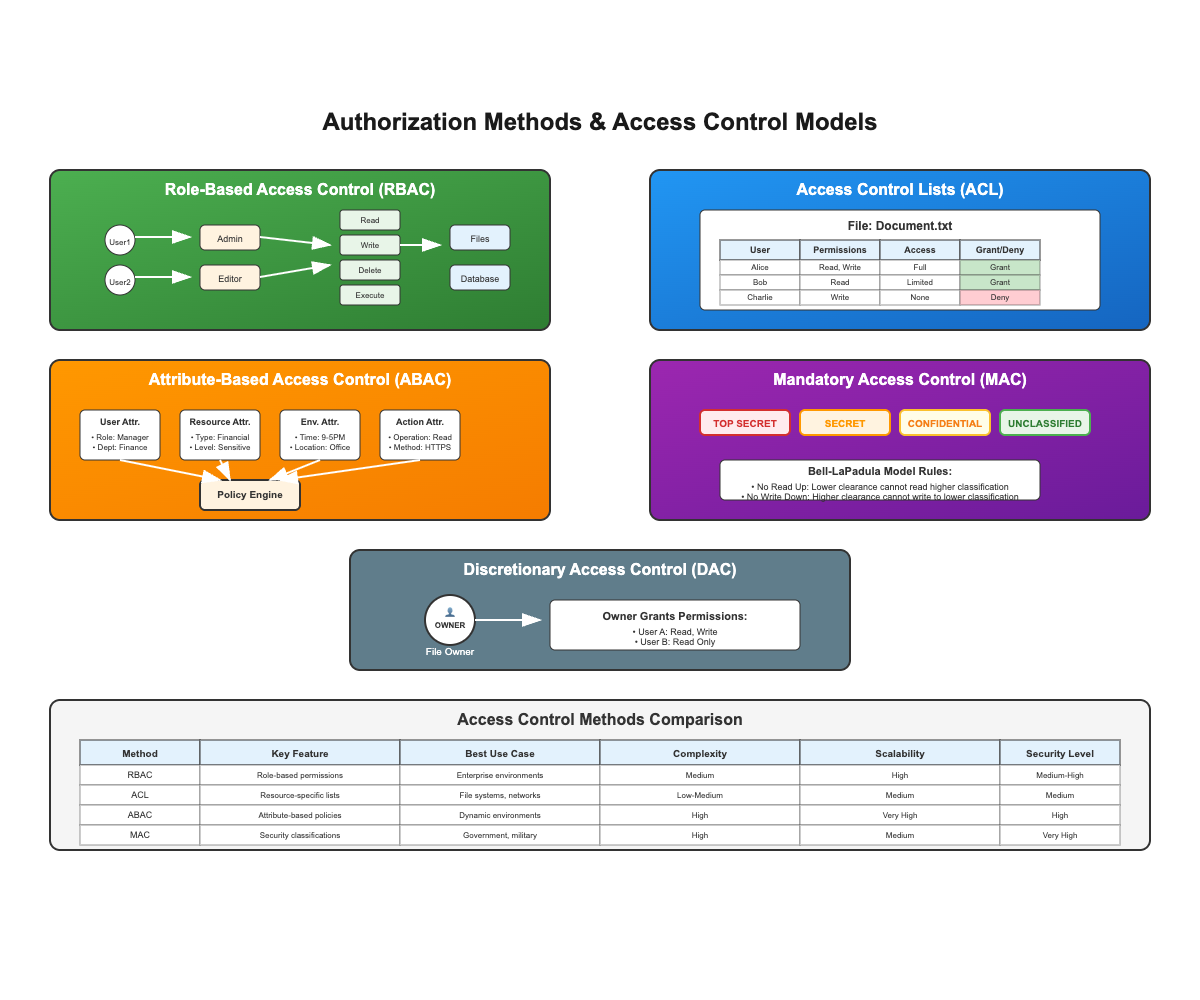 Authorization Methods & Access Control Models
Role-Based Access Control (RBAC)
User1
User2
Admin
Editor
Read
Write
Delete
Execute
Files
Database
Access Control Lists (ACL)
File: Document.txt
User Permissions Access Grant/Deny
Alice Read, Write Full Grant
Bob Read Limited Grant
Charlie Write None Deny
Attribute-Based Access Control (ABAC)
User Attr.
• Role: Manager
• Dept: Finance
Resource Attr.
• Type: Financial
• Level: Sensitive
Env. Attr.
• Time: 9-5PM
• Location: Office
Action Attr.
• Operation: Read
• Method: HTTPS
Policy Engine
Mandatory Access Control (MAC)
TOP SECRET
SECRET
CONFIDENTIAL
UNCLASSIFIED
Bell-LaPadula Model Rules:
• No Read Up: Lower clearance cannot read higher classification
• No Write Down: Higher clearance cannot write to lower classification
Discretionary Access Control (DAC)
OWNER
File Owner
Owner Grants Permissions:
• User A: Read, Write
• User B: Read Only
Access Control Methods Comparison
Method Key Feature Best Use Case Complexity Scalability Security Level
RBAC Role-based permissions Enterprise environments Medium High Medium-High
ACL Resource-specific lists File systems, networks Low-Medium Medium Medium
ABAC Attribute-based policies Dynamic environments High Very High High
MAC Security classifications Government, military High Medium Very High